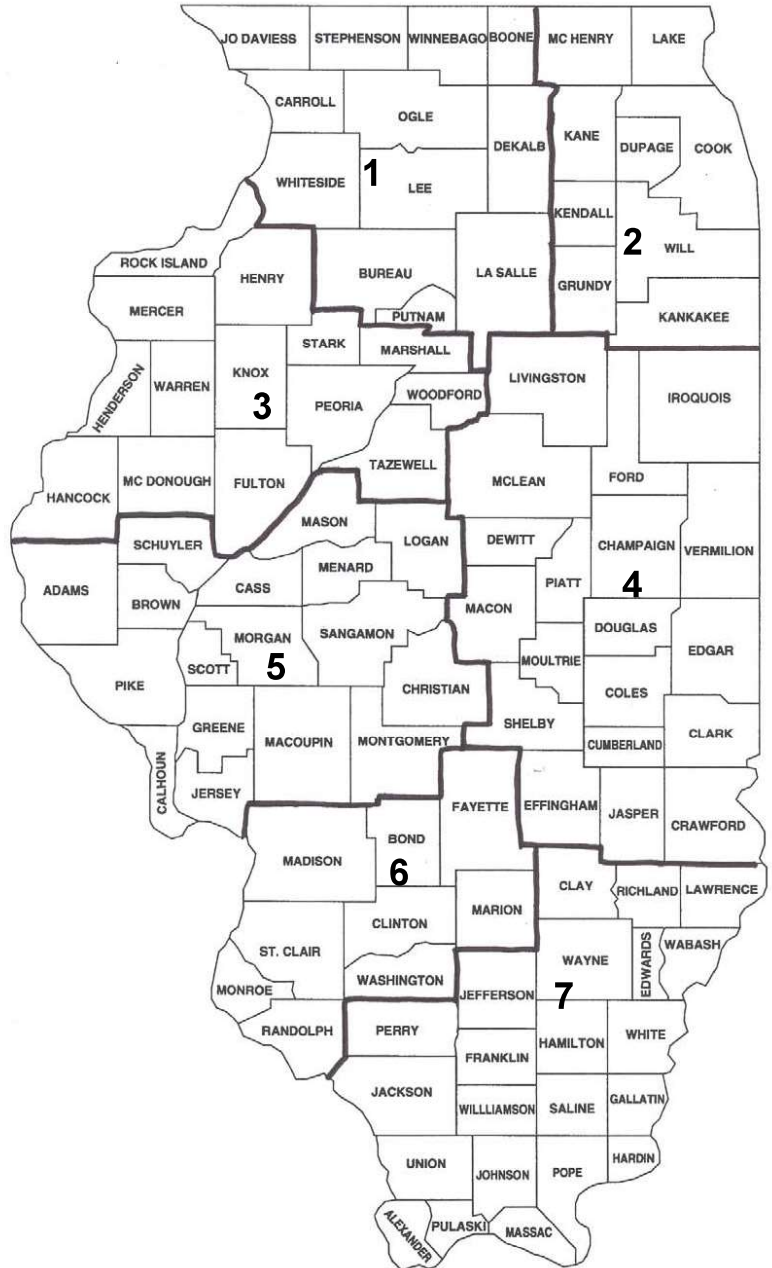 JO DAVIESS STEPHENSON WINNEBAGO BOONE MC HENRY LAKE
CARROLL
OGLE
DEKALB
KANE
DUPAGE
COOK
WHITESIDE
1
LEE
KENDALL
2
WILL
ROCK ISLAND
HENRY
BUREAU
LA SALLE
GRUNDY
MERCER
PUTNAM
KANKAKEE
STARK
MARSHALL
HENDERSON
WARREN
KNOX
3
PEORIA
WOODFORD
LIVINGSTON
IROQUOIS
HANCOCK
MC DONOUGH
FULTON
TAZEWELL
MCLEAN
FORD
MASON
LOGAN
SCHUYLER
DEWITT
CHAMPAIGN
VERMILION
ADAMS
BROWN
CASS
MENARD
PIATT
4
MACON
MORGAN
SANGAMON
5
SCOTT
DOUGLAS
EDGAR
MOULTRIE
PIKE
CHRISTIAN
COLES
GREENE
MACOUPIN
MONTGOMERY
SHELBY
CUMBERLAND
CLARK
CALHOUN
JERSEY
FAYETTE
EFFINGHAM
JASPER
CRAWFORD
MADISON
BOND
6
CLAY
RICHLAND
LAWRENCE
MARION
CLINTON
ST. CLAIR
WAYNE
EDWARDS
WABASH
WASHINGTON
MONROE
JEFFERSON
7
RANDOLPH
PERRY
HAMILTON
WHITE
FRANKLIN
JACKSON
WILLLIAMSON
SALINE
GALLATIN
UNION
JOHNSON
POPE
HARDIN
ALEXANDER
PULASKI
MASSAC